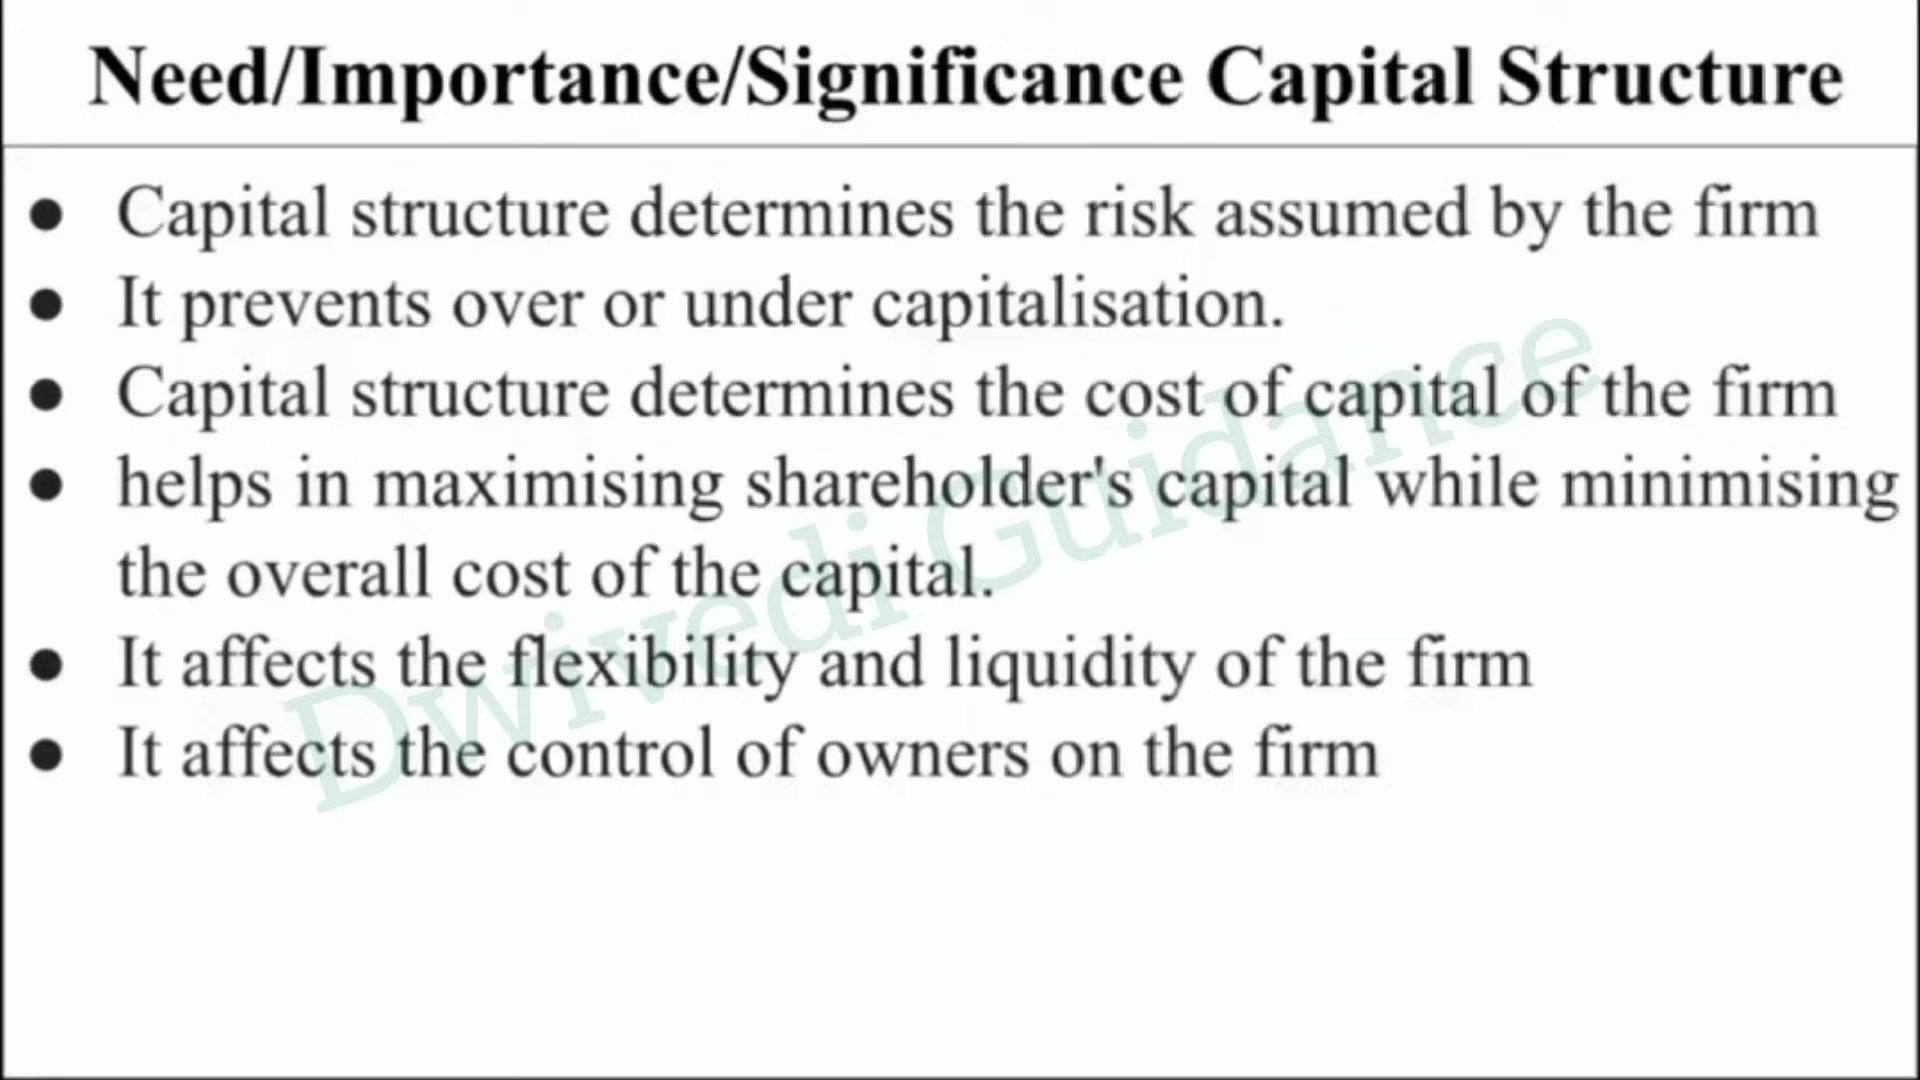 Need/Importance/Significance Capital Structure
● Capital structure determines the risk assumed by the firm
● It prevents over or under capitalisation.
● Capital structure determines the cost of capital of the firm
● helps in maximising shareholder's capital while minimising
the overall cost of the capital.
● It affects the flexibility and liquidity of the firm
● It affects the control of owners on the firm
Dwivedi Guidance